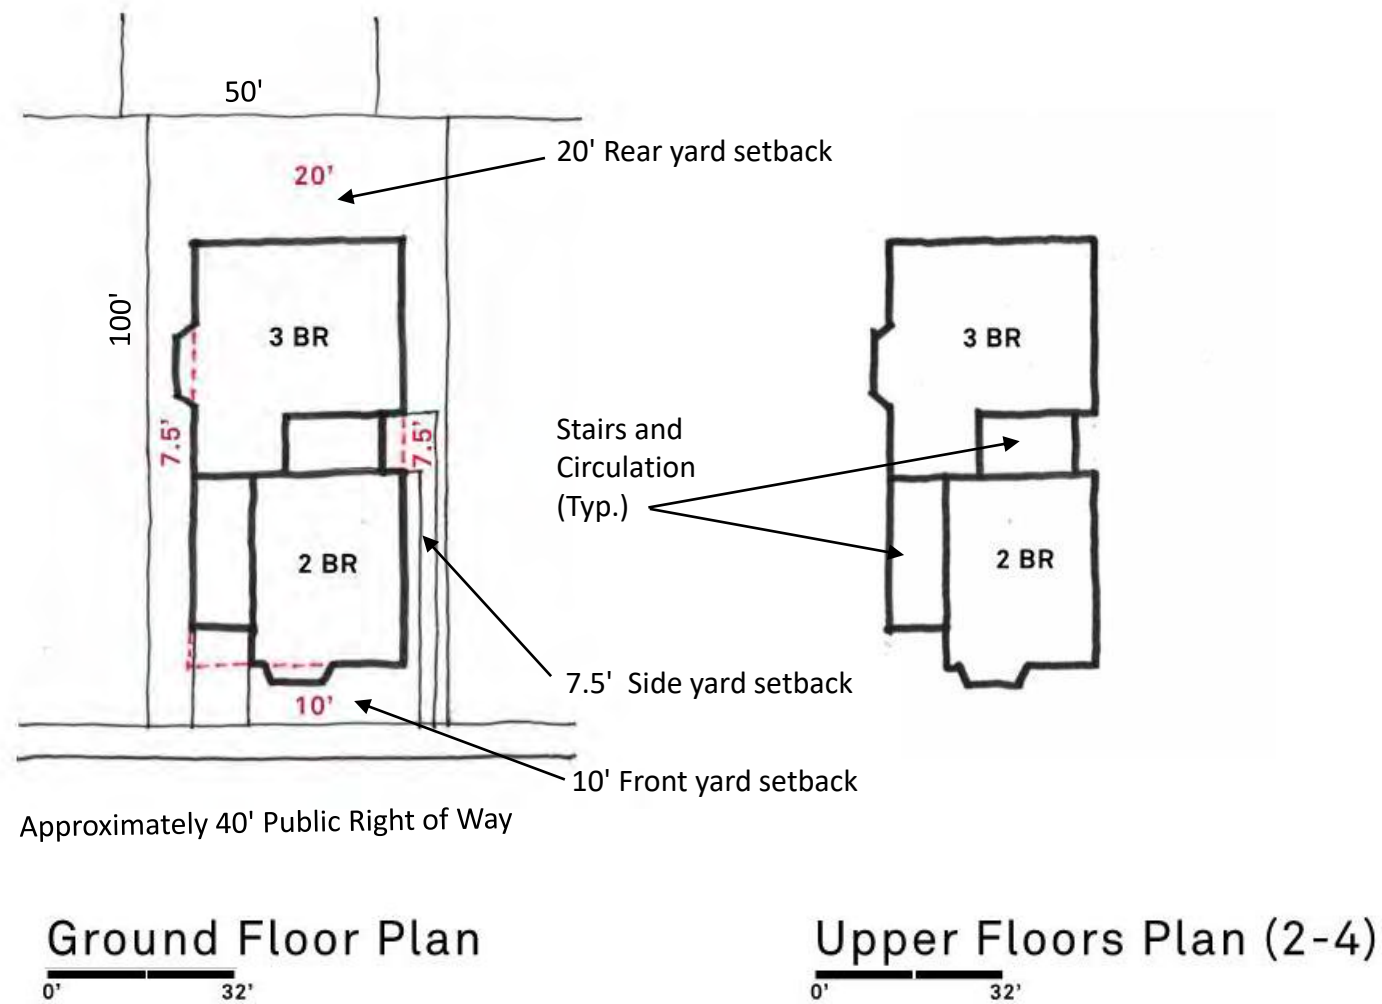 50'
20' Rear yard setback
20'
100'
3 BR
3 BR
7.5'
7.5'
Stairs and
Circulation
(Typ.)
2 BR
2 BR
7.5' Side yard setback
10'
10' Front yard setback
Approximately 40' Public Right of Way
Ground Floor Plan
0' 32'
Upper Floors Plan (2-4)
0' 32'